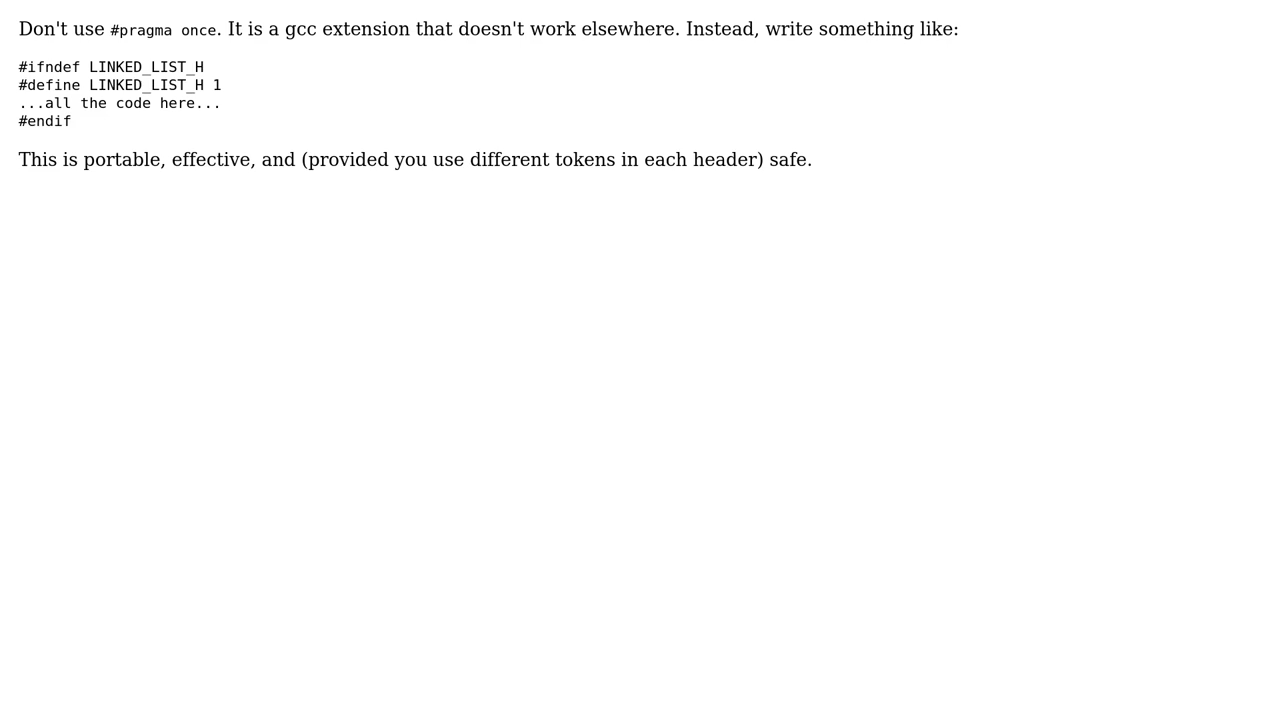 Don't use #pragma once. It is a gcc extension that doesn't work elsewhere. Instead, write something like:
#ifndef LINKED_LIST_H
#define LINKED_LIST_H 1
...all the code here...
#endif
This is portable, effective, and (provided you use different tokens in each header) safe.